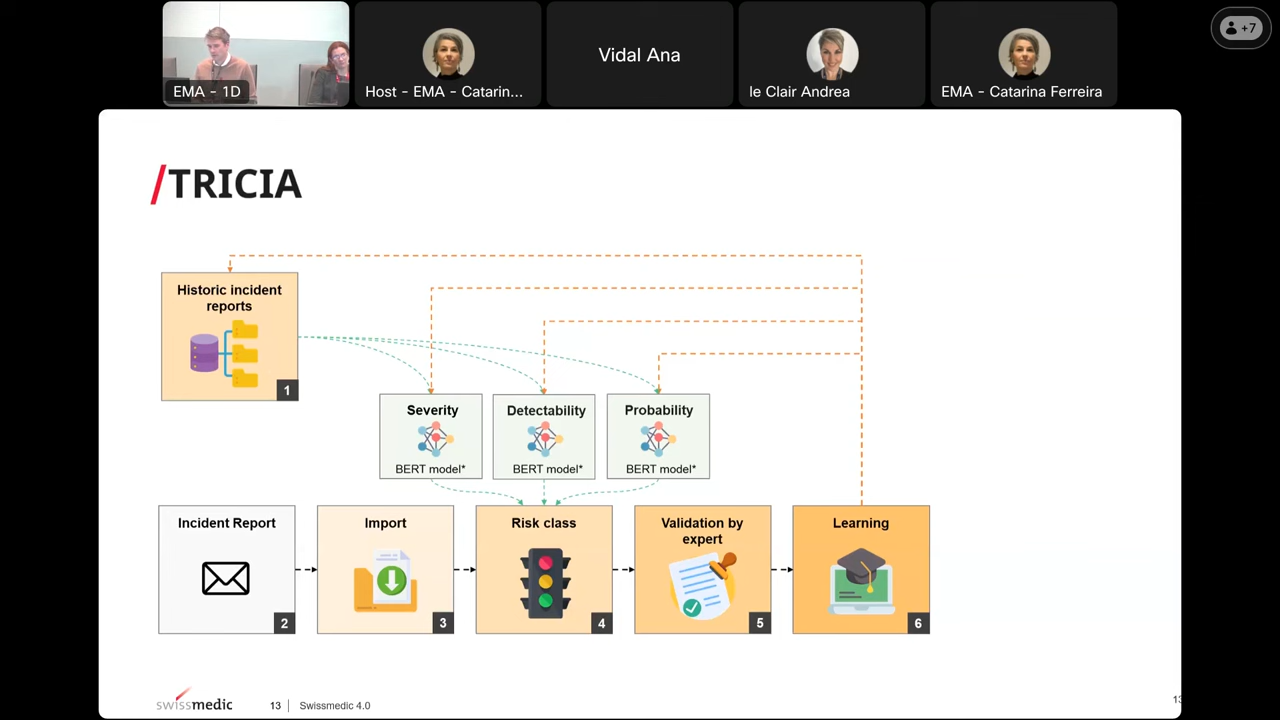 EMA - 1D
Host - EMA - Catarin...
Vidal Ana
le Clair Andrea
EMA - Catarina Ferreira
+7
/TRICIA
Historic incident
reports
1
Severity
BERT model*
Detectability
BERT model*
Probability
BERT model*
Incident Report
2
Import
3
Risk class
4
Validation by
expert
5
Learning
6
swissmedic
13
Swissmedic 4.0
13